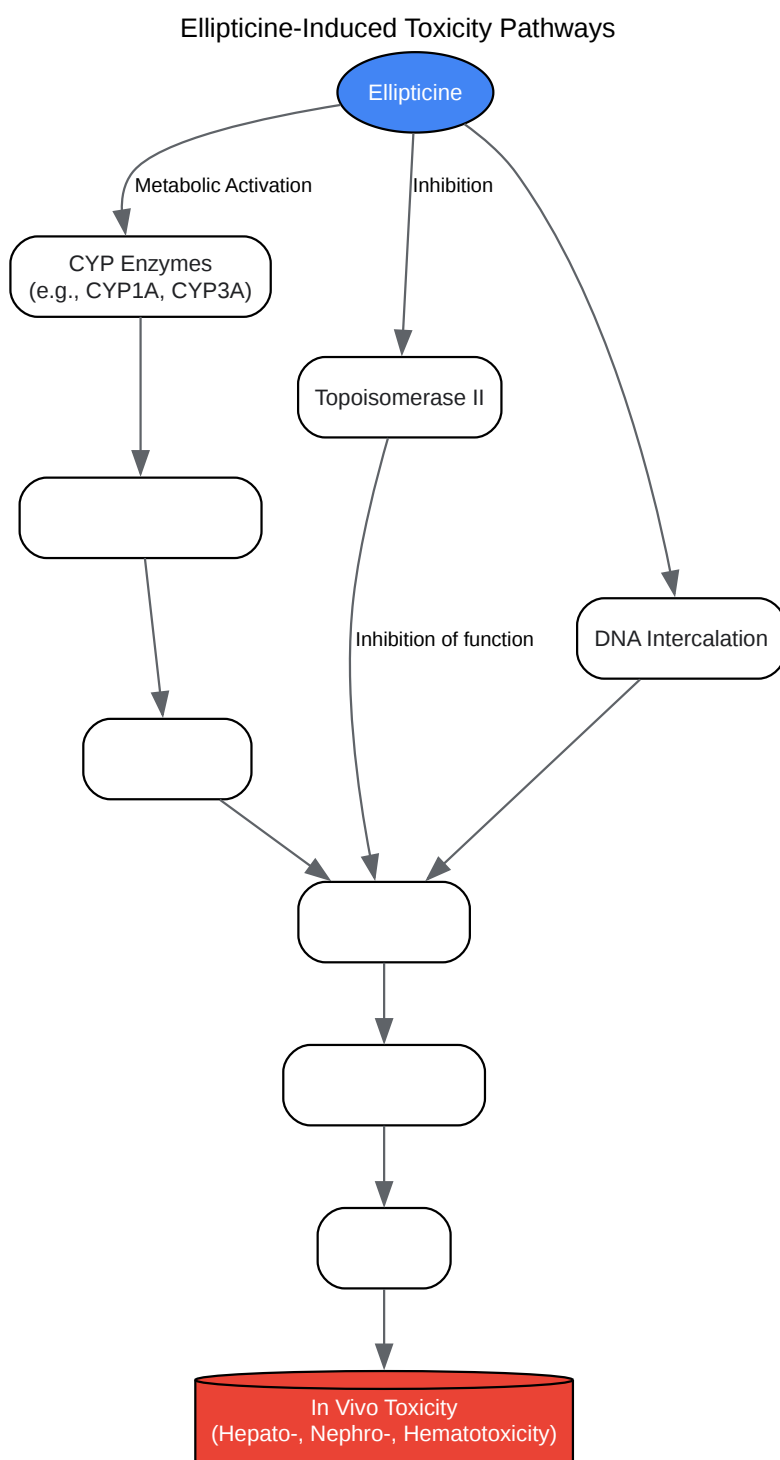 Ellipticine-Induced Toxicity Pathways
Ellipticine
Metabolic Activation
Inhibition
CYP Enzymes
(e.g., CYP1A, CYP3A)
Topoisomerase II
Inhibition of function
DNA Intercalation
In Vivo Toxicity
(Hepato-, Nephro-, Hematotoxicity)